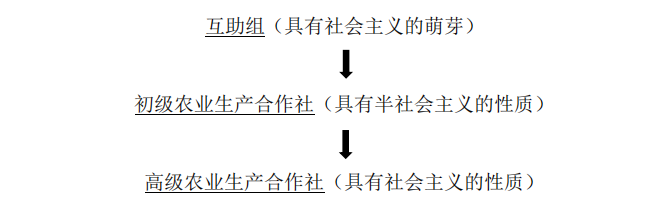 互助组（具有社会主义的萌芽）
初级农业生产合作社（具有半社会主义的性质）
高级农业生产合作社（具有社会主义的性质）